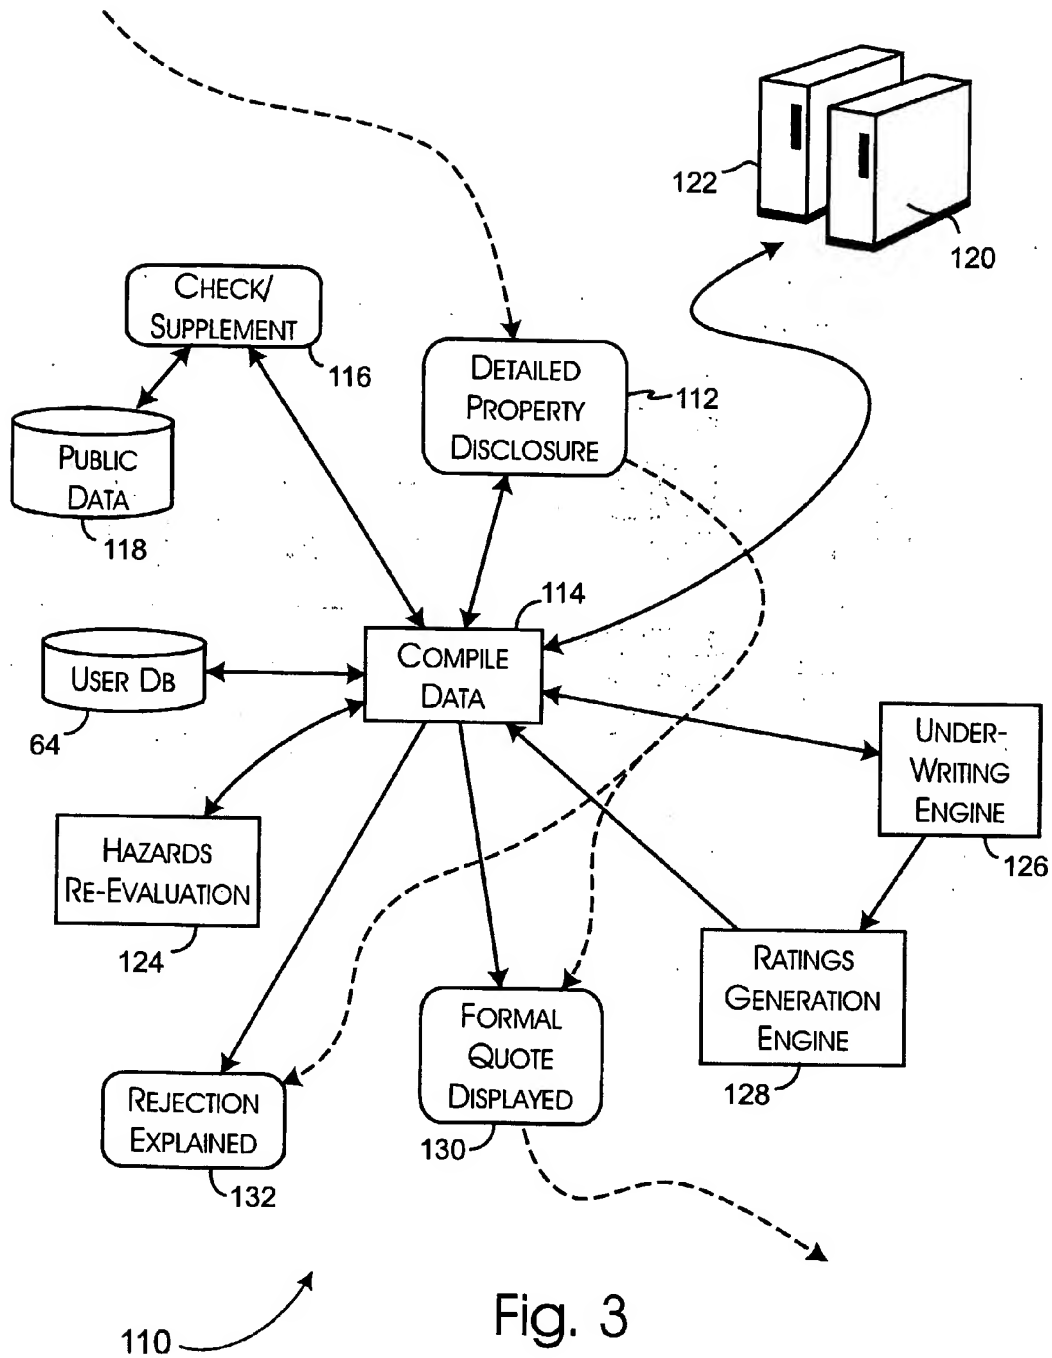 122
120
CHECK/
SUPPLEMENT
116
DETAILED
PROPERTY
DISCLOSURE
112
PUBLIC
DATA
118
114
COMPILE
DATA
USER DB
64
UNDER-
WRITING
ENGINE
126
HAZARDS
RE-EVALUATION
124
RATINGS
GENERATION
ENGINE
128
FORMAL
QUOTE
DISPLAYED
130
REJECTION
EXPLAINED
132
110
Fig. 3